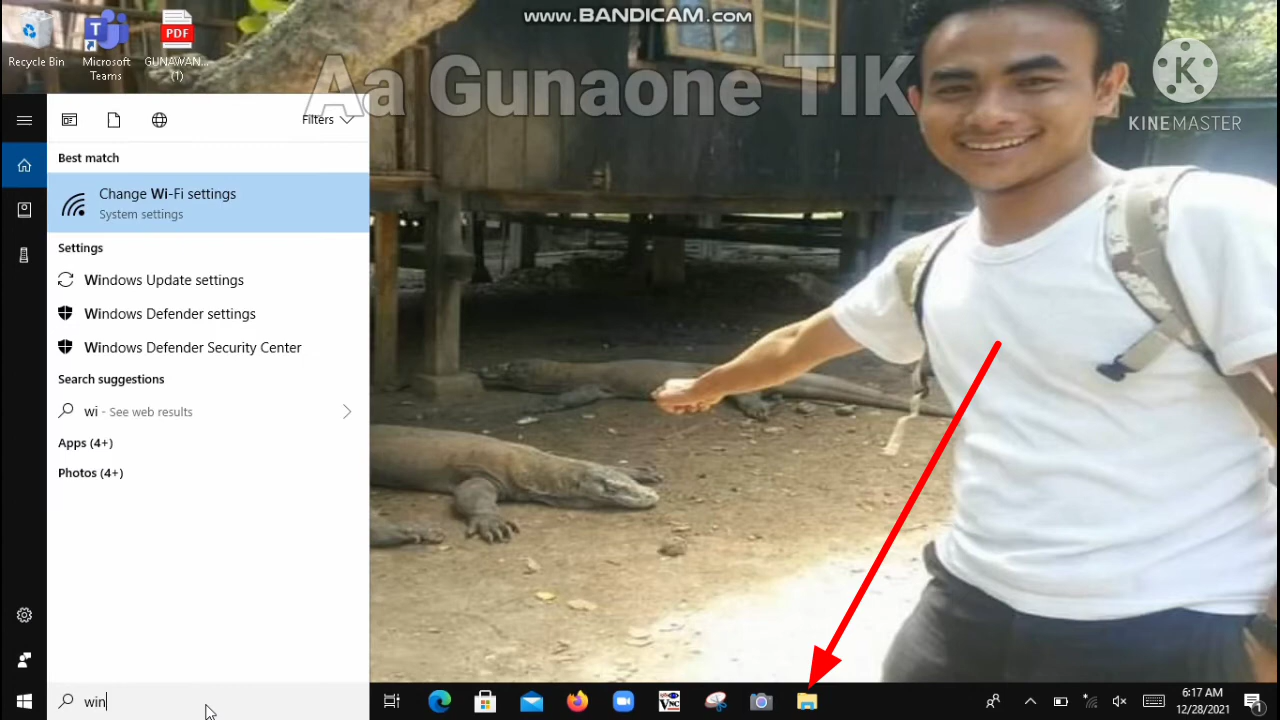 www.BANDICAM.com
Recycle Bin
Microsoft
Teams
PDF
GUNAWAN...
(1)
Aa Gunaone TIK
K
KINEMASTER
Filters
Best match
Change Wi-Fi settings
System settings
Settings
Windows Update settings
Windows Defender settings
Windows Defender Security Center
Search suggestions
wi - See web results
Apps (4+)
Photos (4+)
win
VNC
6:17 AM
12/28/2021
1